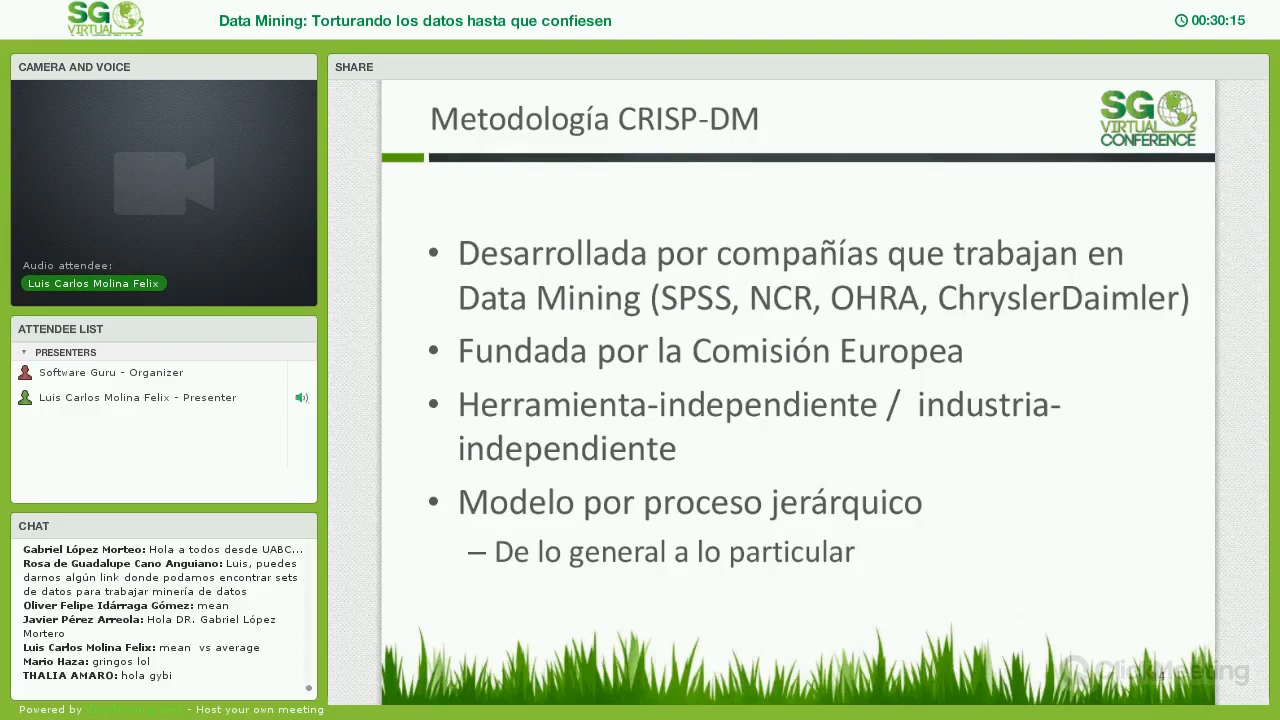 SG
VIRTUAL
Data Mining: Torturando los datos hasta que confiesen
00:30:15
CAMERA AND VOICE
Audio attendee:
Luis Carlos Molina Felix
ATTENDEE LIST
PRESENTERS
Software Guru - Organizer
Luis Carlos Molina Felix - Presenter
CHAT
Gabriel López Morteo: Hola a todos desde UABC...
Rosa de Guadalupe Cano Anguiano: Luis, puedes
darnos algún link donde podamos encontrar sets
de datos para trabajar minería de datos
Oliver Felipe Idárraga Gómez: mean
Javier Pérez Arreola: Hola DR. Gabriel López
Mortero
Luis Carlos Molina Felix: mean vs average
Mario Haza: gringos lol
THALIA AMARO: hola gybi
Powered by
- Host your own meeting
SHARE
Metodología CRISP-DM
SG
VIRTUAL
CONFERENCE
• Desarrollada por compañías que trabajan en
Data Mining (SPSS, NCR, OHRA, ChryslerDaimler)
• Fundada por la Comisión Europea
• Herramienta-independiente / industria-
independiente
• Modelo por proceso jerárquico
– De lo general a lo particular
ClickMeeting